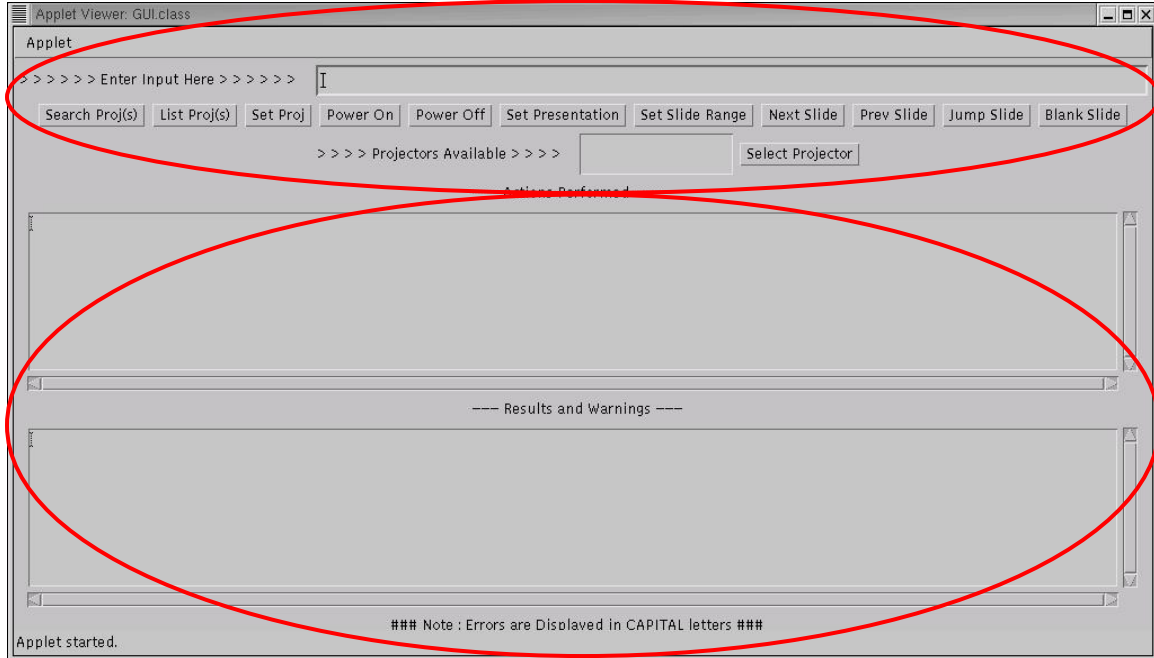 Applet Viewer: GUI.class
Applet
> > > > > > Enter Input Here > > > > > >
Search Proj(s) List Proj(s) Set Proj Power On Power Off Set Presentation Set Slide Range Next Slide Prev Slide Jump Slide Blank Slide
> > > > Projectors Available > > > > Select Projector
Actions Performed
--- Results and Warnings ---
### Note : Errors are Displayed in CAPITAL letters ###
Applet started.